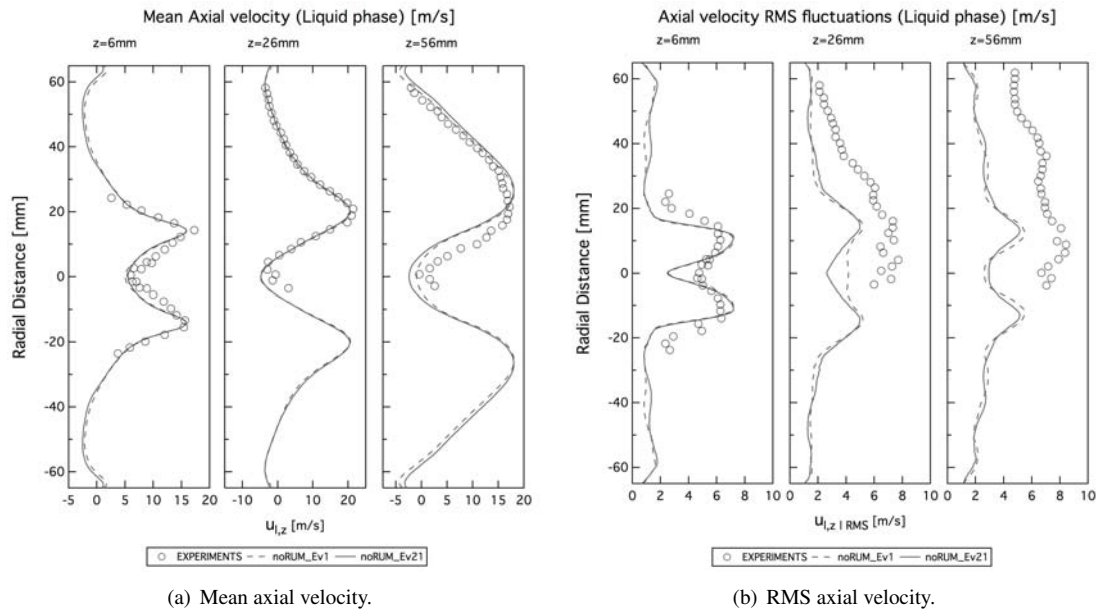 Mean Axial velocity (Liquid phase) [m/s]
z=6mm z=26mm z=56mm
Radial Distance [mm]
60
40
20
0
-20
-40
-60
-5 0 5 10 15 20 0 10 20 -5 0 5 10 15 20
u l,z [m/s]
EXPERIMENTS noRUM_Ev1 noRUM_Ev21
(a) Mean axial velocity.
Axial velocity RMS fluctuations (Liquid phase) [m/s]
z=6mm z=26mm z=56mm
Radial Distance [mm]
60
40
20
0
-20
-40
-60
0 2 4 6 8 10 0 2 4 6 8 10 2 4 6 8 10
u l,z | RMS [m/s]
EXPERIMENTS noRUM_Ev1 noRUM_Ev21
(b) RMS axial velocity.